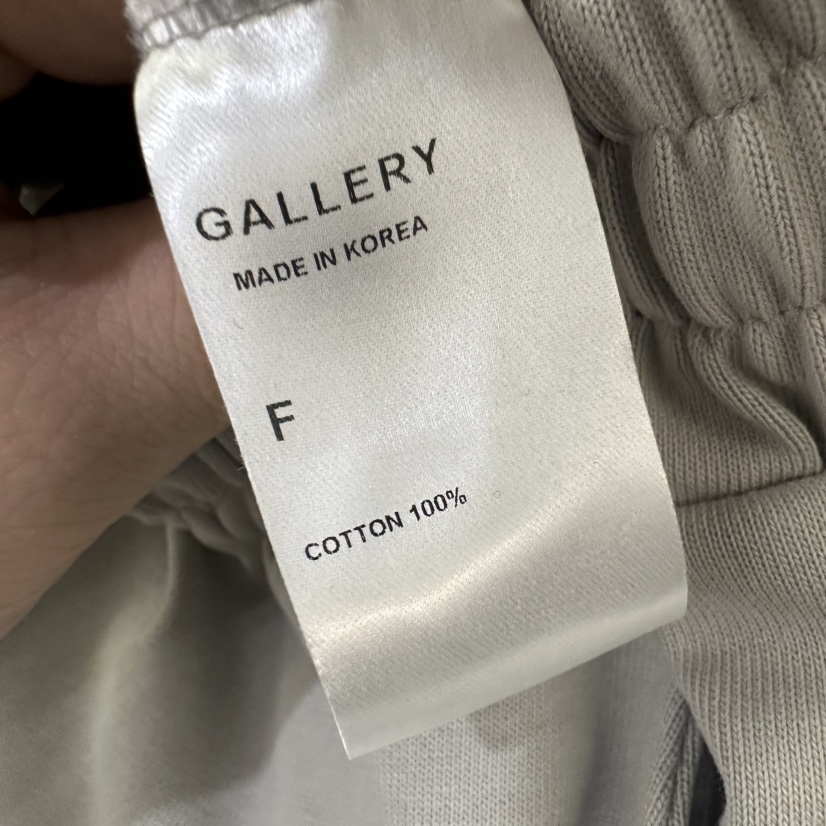 GALLERY
MADE IN KOREA
F
COTTON 100%